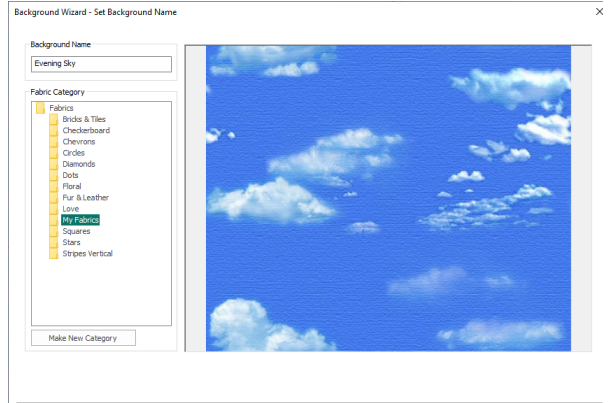 Background Wizard - Set Background Name
Background Name
Evening Sky
Fabric Category
Fabrics
Bricks & Tiles
Checkerboard
Chevrons
Circles
Diamonds
Dots
Floral
Fur & Leather
Love
My Fabrics
Squares
Stars
Stripes Vertical
Make New Category